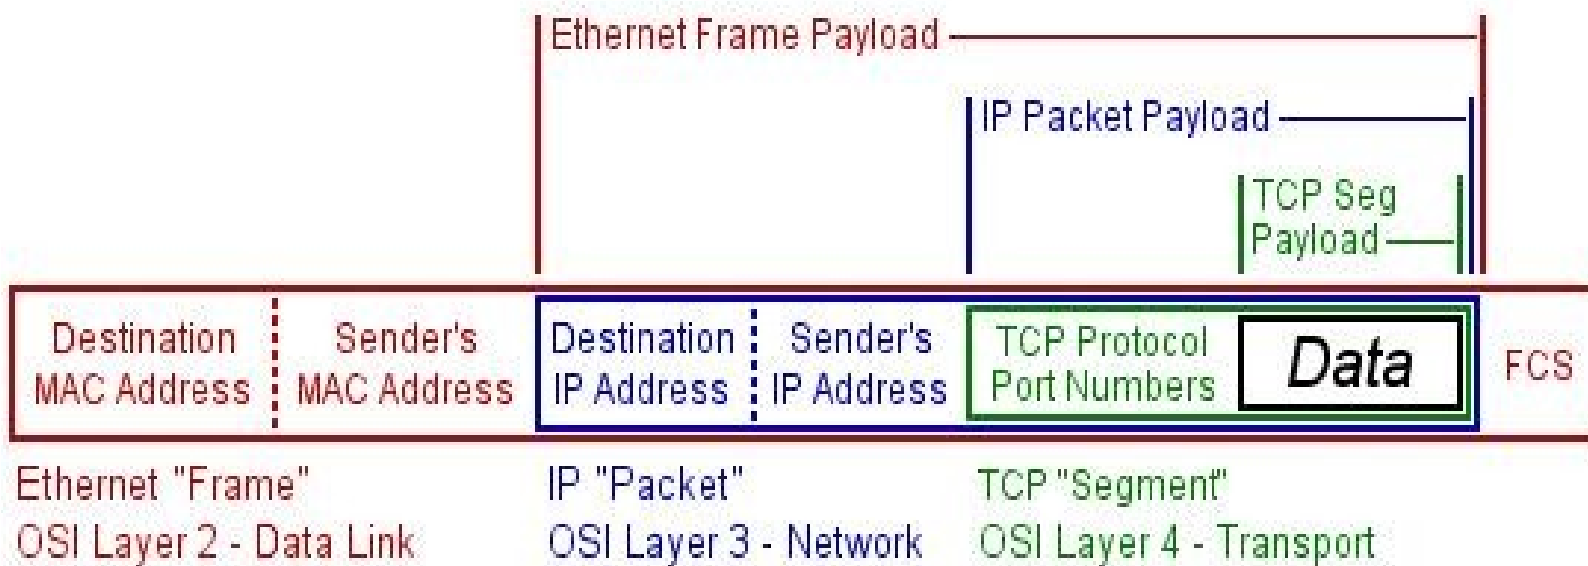 Ethernet Frame Payload
IP Packet Payload
TCP Seg
Payload
Destination
MAC Address
Sender's
MAC Address
Destination
IP Address
Sender's
IP Address
TCP Protocol
Port Numbers
Data
FCS
Ethernet "Frame"
OSI Layer 2 - Data Link
IP "Packet"
OSI Layer 3 - Network
TCP "Segment"
OSI Layer 4 - Transport